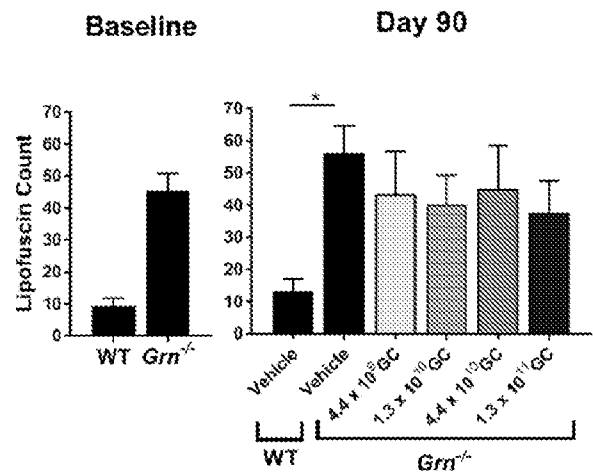 Baseline
Day 90
Lipofuscin Count
70
60
50
40
30
20
10
0
WT Grn-/-
*
70
60
50
40
30
20
10
0
Vehicle
Vehicle
4.4 x 10⁹GC
1.3 x 10¹⁰GC
4.4 x 10¹⁰GC
1.3 x 10¹¹GC
WT
Grn-/-